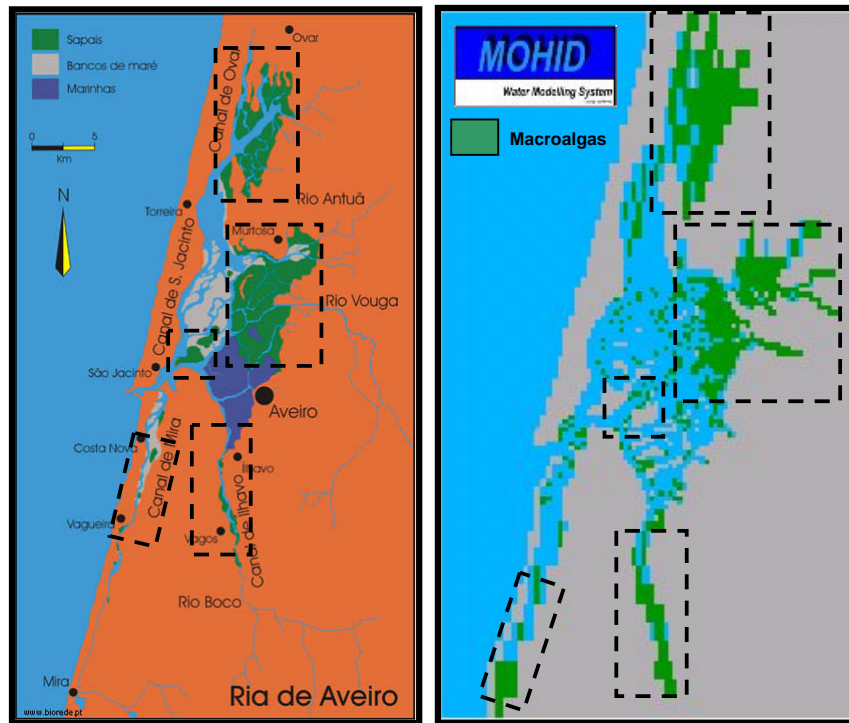 Sapais
Bancos de maré
Marinhas
0 5
Km
N
Ovar
Canal de Ovar
Rio Antuã
Torreira
Murtosa
Canal de S. Jacinto
Rio Vouga
São Jacinto
Aveiro
Costa Nova
Canal de Mira
Ílhavo
Vagueira
Vagos
Canal de Ílhavo
Rio Boco
Mira
Ria de Aveiro
www.biorede.pt
MOHID
Water Modelling System
Macroalgas